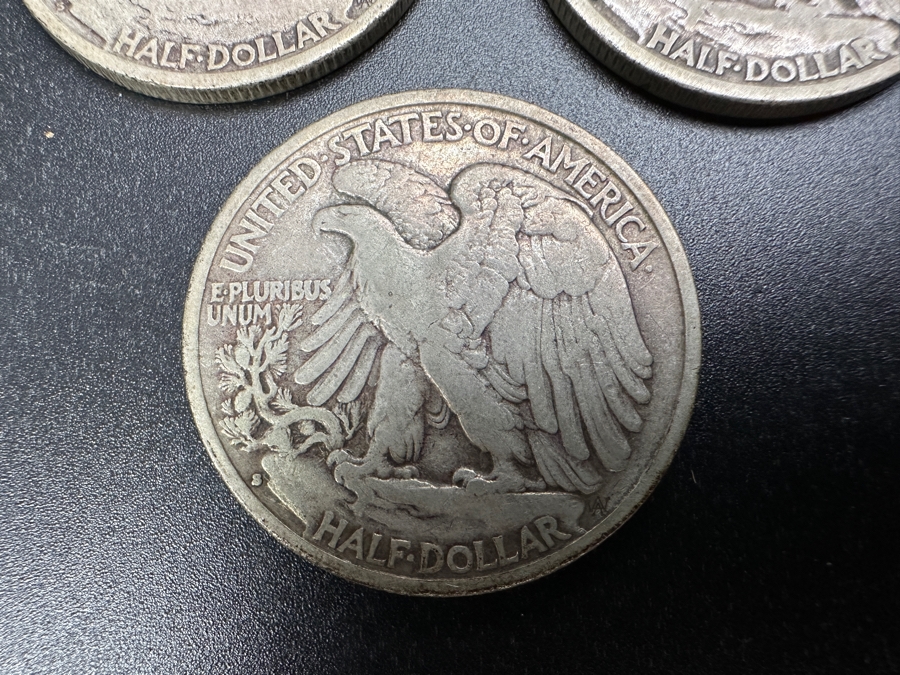 HALF·DOLLAR
HALF·DOLLAR
UNITED·STATES·OF·AMERICA·
E·PLURIBUS
UNUM
S
HALF·DOLLAR